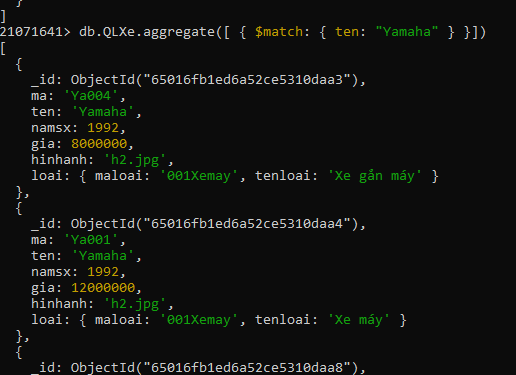 }
]
21071641> db.QLXe.aggregate([ { $match: { ten: "Yamaha" } }])
[
  {
    _id: ObjectId("65016fb1ed6a52ce5310daa3"),
    ma: 'Ya004',
    ten: 'Yamaha',
    namsx: 1992,
    gia: 8000000,
    hinhanh: 'h2.jpg',
    loai: { maloai: '001Xemay', tenloai: 'Xe gắn máy' }
  },
  {
    _id: ObjectId("65016fb1ed6a52ce5310daa4"),
    ma: 'Ya001',
    ten: 'Yamaha',
    namsx: 1992,
    gia: 12000000,
    hinhanh: 'h2.jpg',
    loai: { maloai: '001Xemay', tenloai: 'Xe máy' }
  },
  {
    _id: ObjectId("65016fb1ed6a52ce5310daa8"),